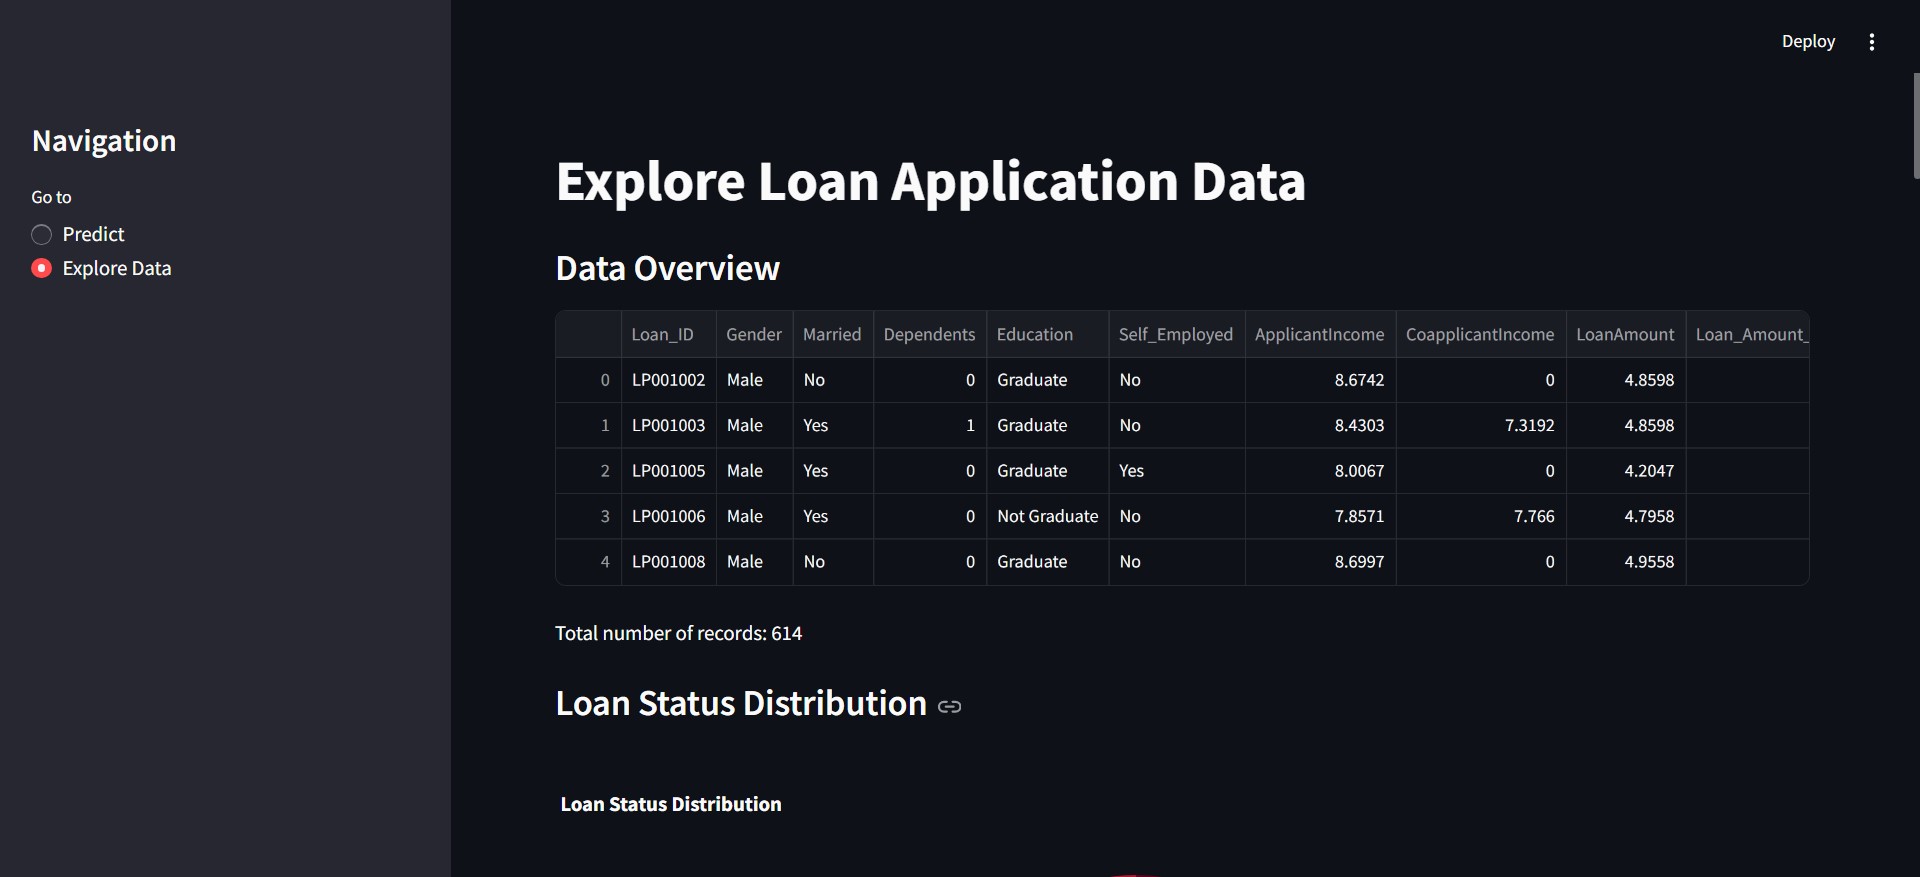 Deploy
Navigation
Go to
Predict
Explore Data
Explore Loan Application Data
Data Overview
Loan_ID Gender Married Dependents Education Self_Employed ApplicantIncome CoapplicantIncome LoanAmount Loan_Amount_
0 LP001002 Male No 0 Graduate No 8.6742 0 4.8598
1 LP001003 Male Yes 1 Graduate No 8.4303 7.3192 4.8598
2 LP001005 Male Yes 0 Graduate Yes 8.0067 0 4.2047
3 LP001006 Male Yes 0 Not Graduate No 7.8571 7.766 4.7958
4 LP001008 Male No 0 Graduate No 8.6997 0 4.9558
Total number of records: 614
Loan Status Distribution
Loan Status Distribution